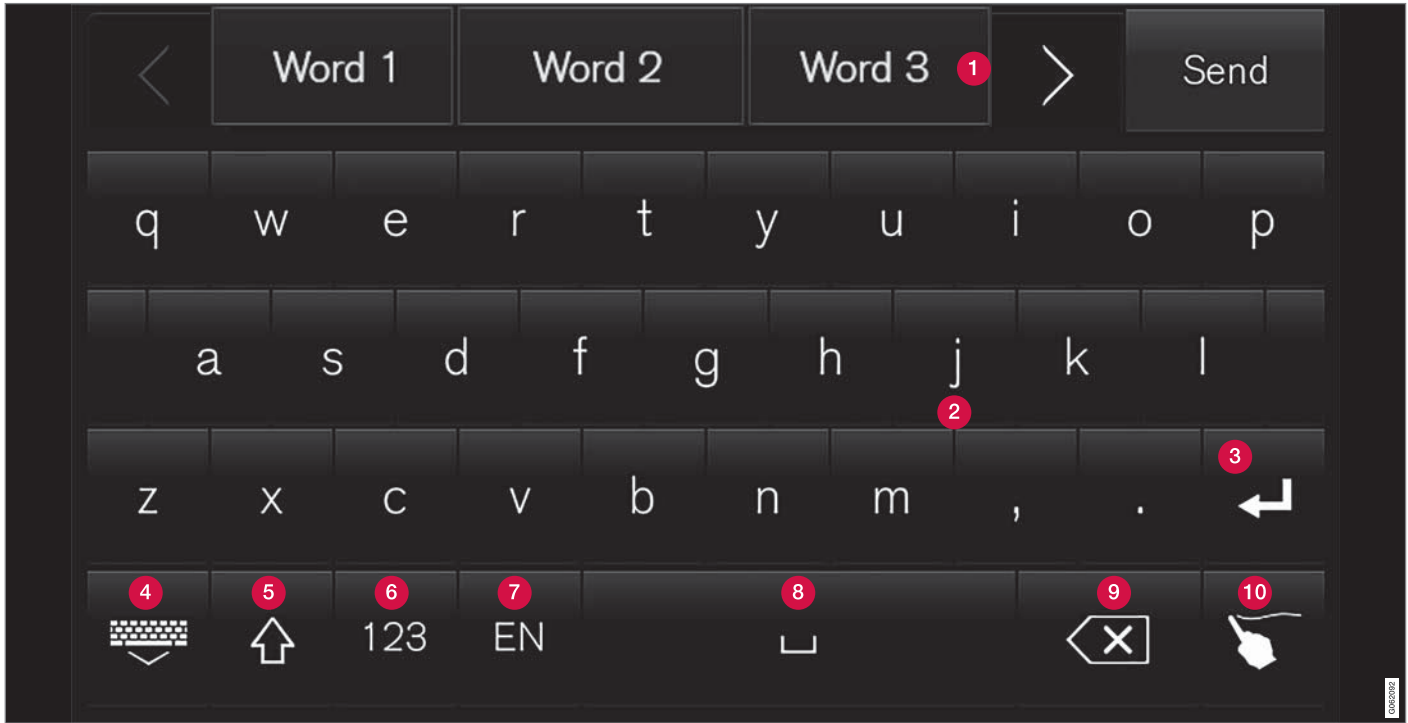 Word 1 Word 2 Word 3 1 Send
q w e r t y u i o p
a s d f g h j k l
2
3
z x c v b n m , .
4 5 6 7 8 9 10
123 EN
G062092